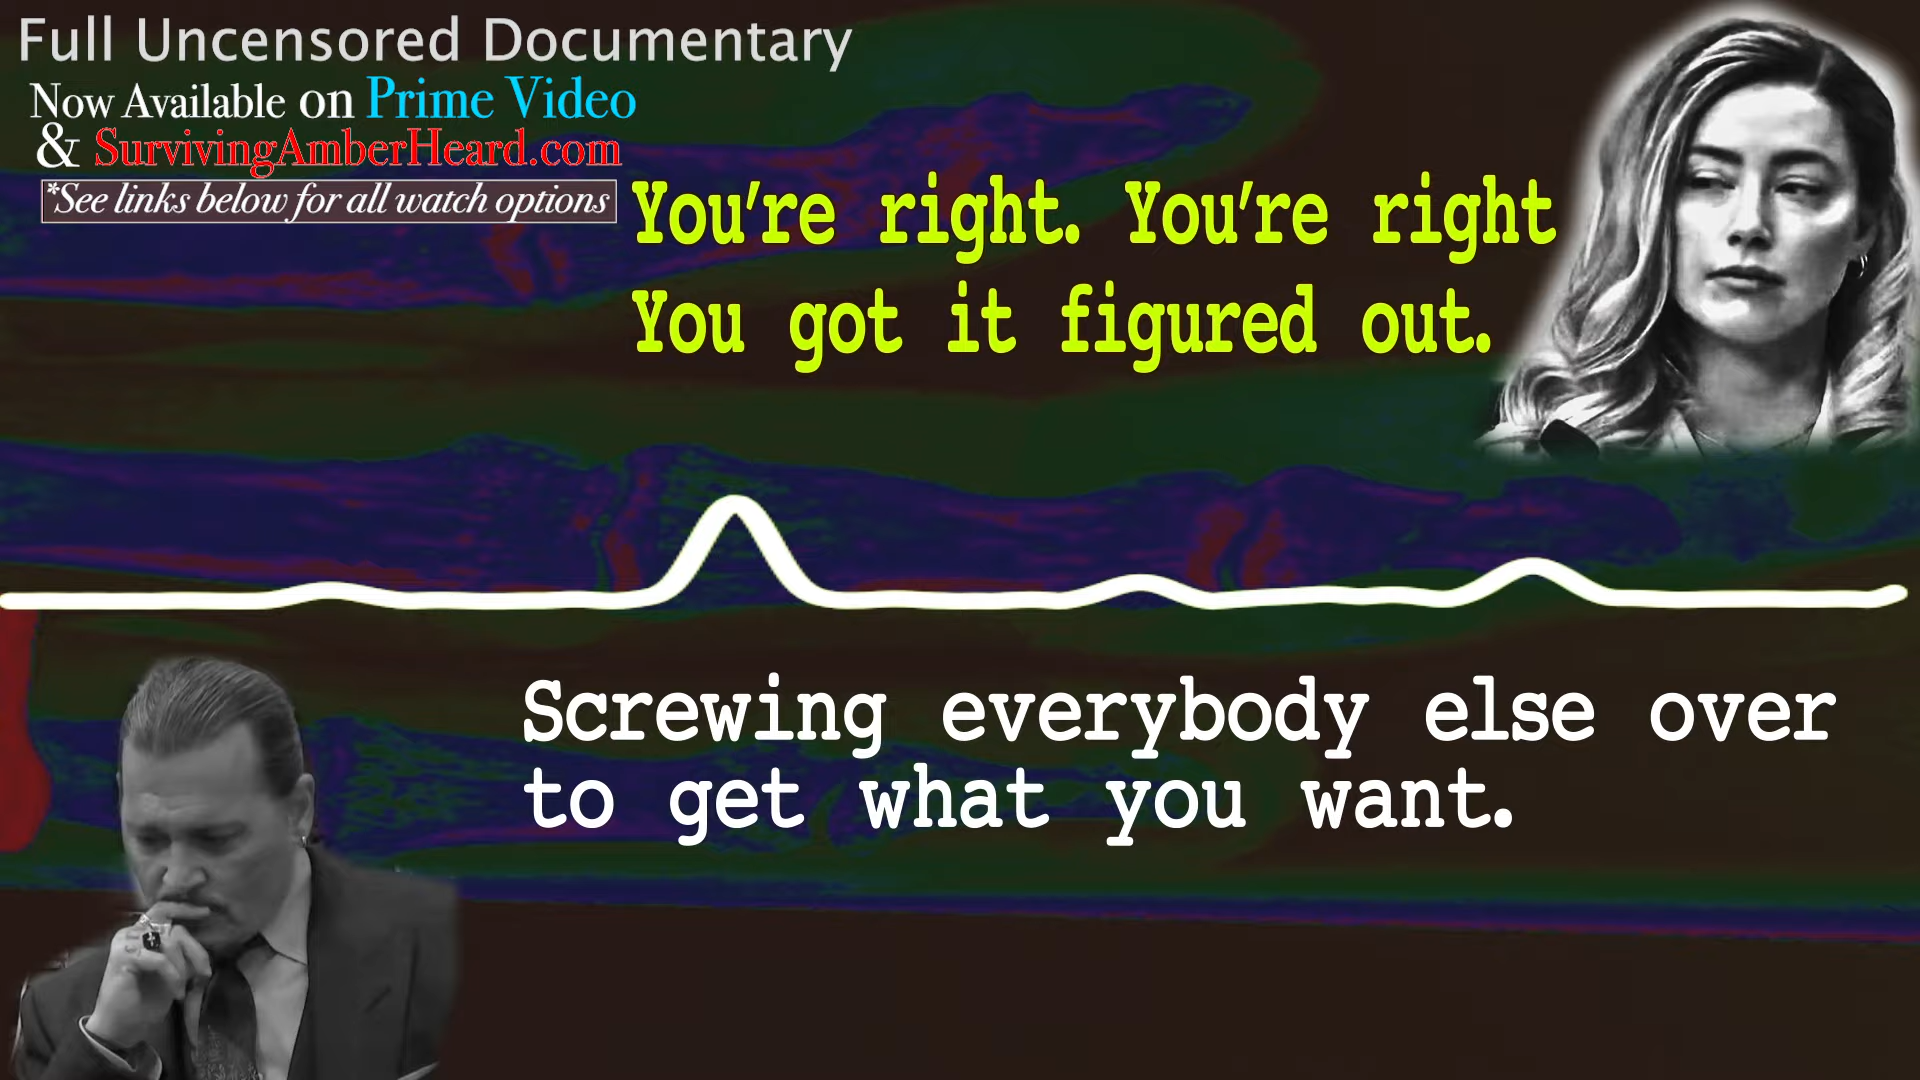 Full Uncensored Documentary
Now Available on Prime Video
& SurvivingAmberHeard.com
*See links below for all watch options
You're right. You're right
You got it figured out.
Screwing everybody else over
to get what you want.